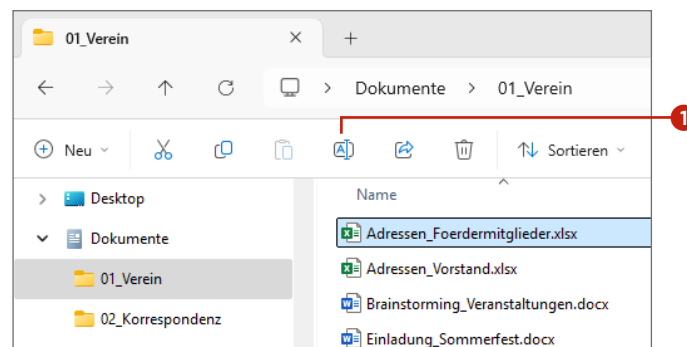 01_Verein
Dokumente > 01_Verein
1
Neu
A
Sortieren
Desktop
Name
Dokumente
Adressen_Foerdermitglieder.xlsx
01_Verein
Adressen_Vorstand.xlsx
Brainstorming_Veranstaltungen.docx
02_Korrespondenz
Einladung_Sommerfest.docx